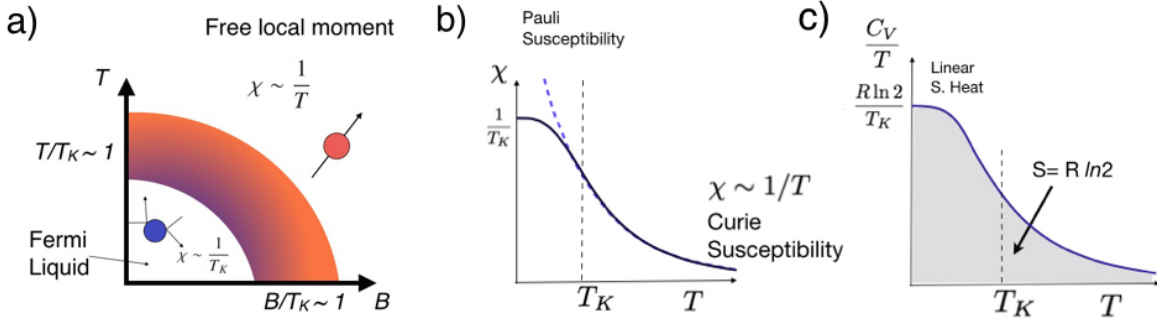 a)
Free local moment
T
χ ∼ 1/T
T/T_K ~ 1
Fermi
Liquid
χ ∼ 1/T_K
B/T_K ~ 1
B
b)
Pauli
Susceptibility
χ
1/T_K
χ ∼ 1/T
Curie
Susceptibility
T_K
T
c)
C_V/T
Linear
S. Heat
R ln 2/T_K
S= R ln2
T_K
T